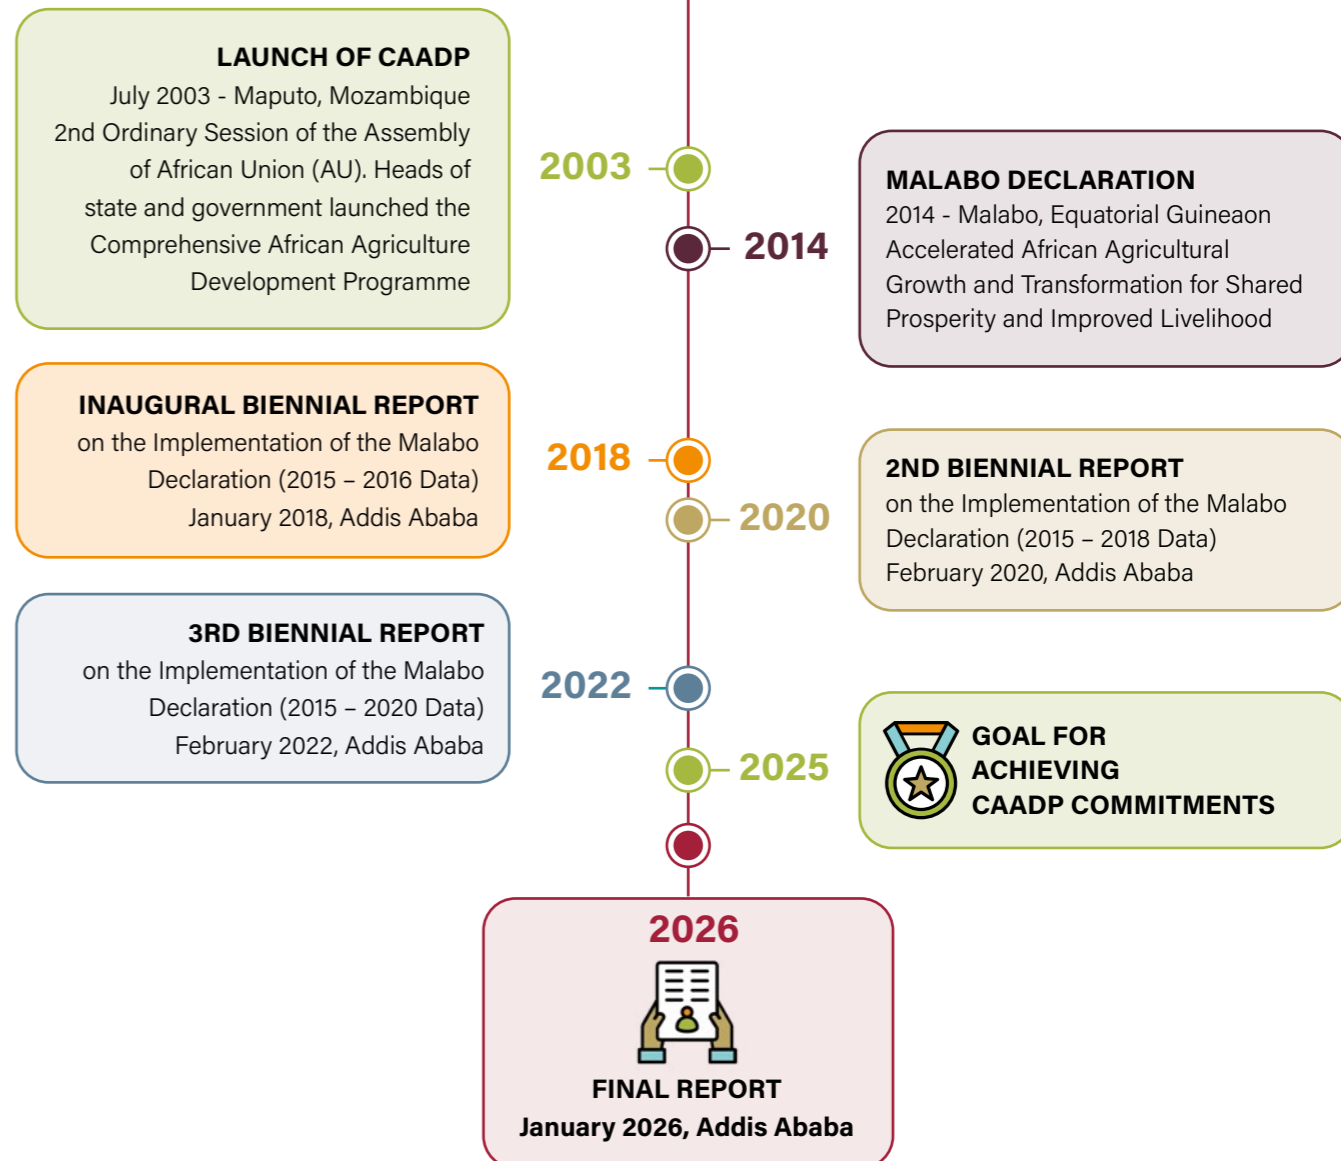 LAUNCH OF CAADP
July 2003 - Maputo, Mozambique
2nd Ordinary Session of the Assembly
of African Union (AU). Heads of
state and government launched the
Comprehensive African Agriculture
Development Programme
2003
2014
MALABO DECLARATION
2014 - Malabo, Equatorial Guineaon
Accelerated African Agricultural
Growth and Transformation for Shared
Prosperity and Improved Livelihood
INAUGURAL BIENNIAL REPORT
on the Implementation of the Malabo
Declaration (2015 – 2016 Data)
January 2018, Addis Ababa
2018
2020
2ND BIENNIAL REPORT
on the Implementation of the Malabo
Declaration (2015 – 2018 Data)
February 2020, Addis Ababa
3RD BIENNIAL REPORT
on the Implementation of the Malabo
Declaration (2015 – 2020 Data)
February 2022, Addis Ababa
2022
2025
GOAL FOR
ACHIEVING
CAADP COMMITMENTS
2026
FINAL REPORT
January 2026, Addis Ababa